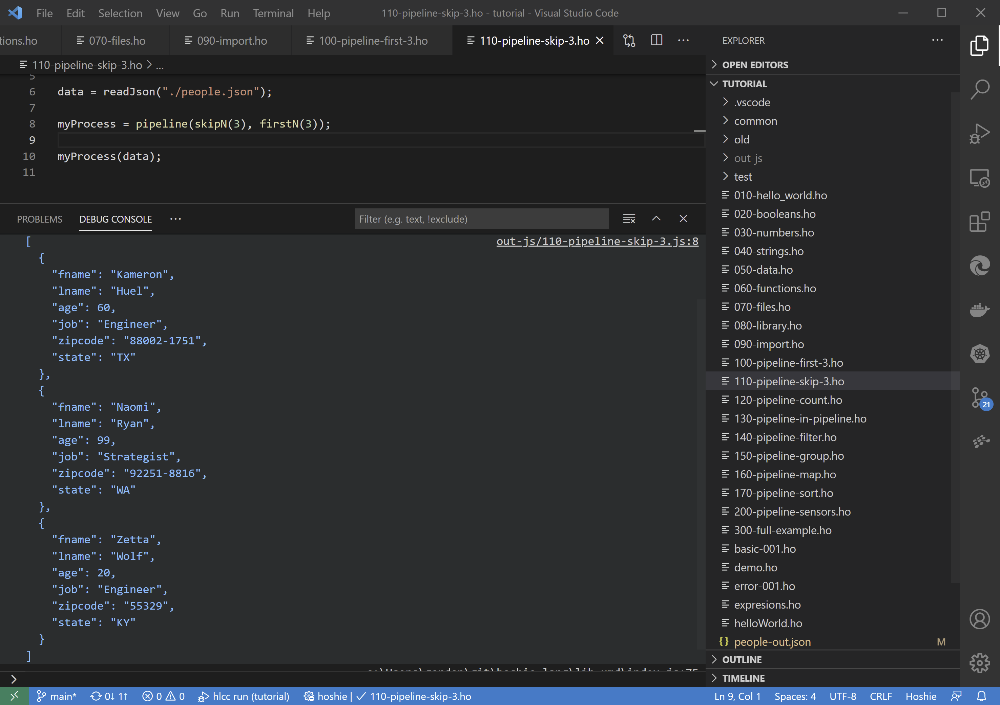 File Edit Selection View Go Run Terminal Help 110-pipeline-skip-3.ho - tutorial - Visual Studio Code
tions.ho 070-files.ho 090-import.ho 100-pipeline-first-3.ho 110-pipeline-skip-3.ho
110-pipeline-skip-3.ho > ...
5
6 data = readJson("./people.json");
7
8 myProcess = pipeline(skipN(3), firstN(3));
9
10 myProcess(data);
11
PROBLEMS DEBUG CONSOLE ... Filter (e.g. text, !exclude)
[ out-js/110-pipeline-skip-3.js:8
{
"fname": "Kameron",
"lname": "Huel",
"age": 60,
"job": "Engineer",
"zipcode": "88002-1751",
"state": "TX"
},
{
"fname": "Naomi",
"lname": "Ryan",
"age": 99,
"job": "Strategist",
"zipcode": "92251-8816",
"state": "WA"
},
{
"fname": "Zetta",
"lname": "Wolf",
"age": 20,
"job": "Engineer",
"zipcode": "55329",
"state": "KY"
}
]
EXPLORER
OPEN EDITORS
TUTORIAL
.vscode
common
old
out-js
test
010-hello_world.ho
020-booleans.ho
030-numbers.ho
040-strings.ho
050-data.ho
060-functions.ho
070-files.ho
080-library.ho
090-import.ho
100-pipeline-first-3.ho
110-pipeline-skip-3.ho
120-pipeline-count.ho
130-pipeline-in-pipeline.ho
140-pipeline-filter.ho
150-pipeline-group.ho
160-pipeline-map.ho
170-pipeline-sort.ho
200-pipeline-sensors.ho
300-full-example.ho
basic-001.ho
demo.ho
error-001.ho
expresions.ho
helloWorld.ho
{} people-out.json M
OUTLINE
TIMELINE
21
main* 0↓ 1↑ 0 0 hlcc run (tutorial) hoshie | ✓ 110-pipeline-skip-3.ho Ln 9, Col 1 Spaces: 4 UTF-8 CRLF Hoshie